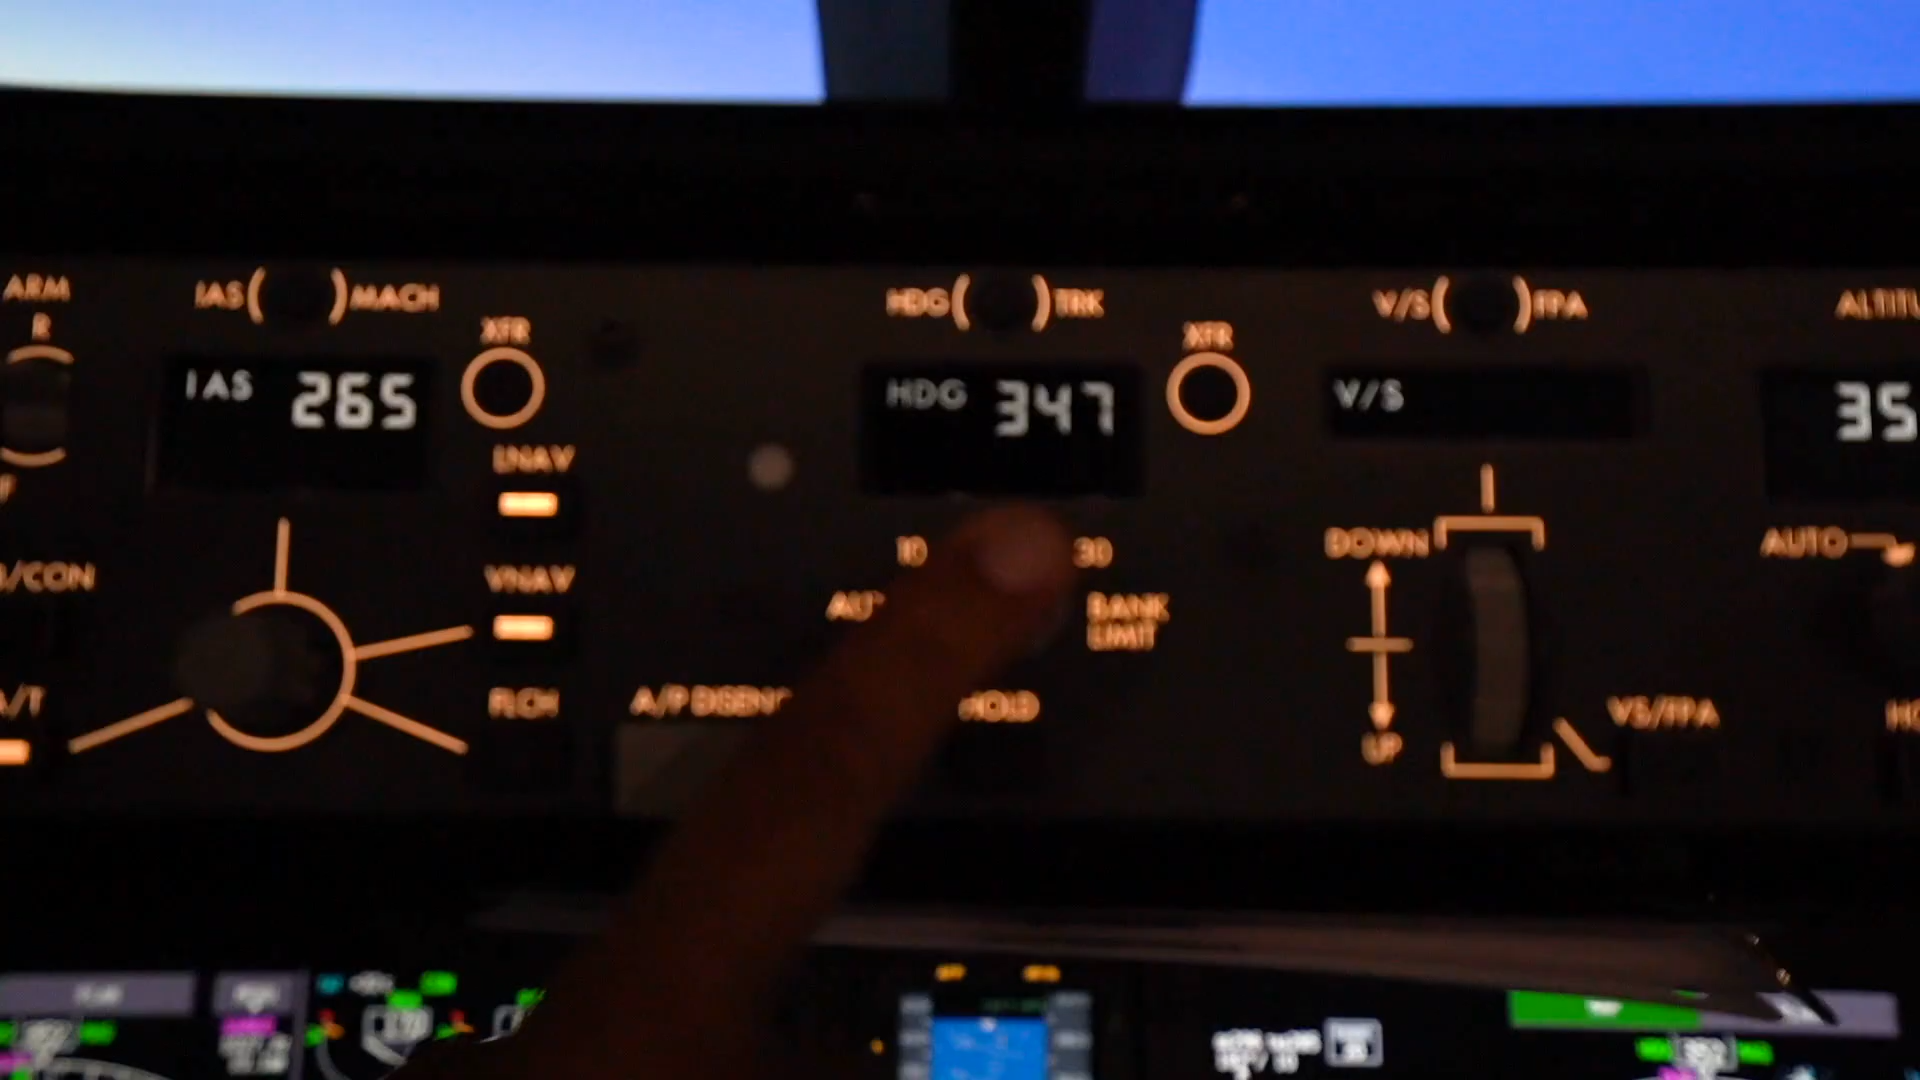 ARM
R
IAS MACH
XFR
IAS 265
LNAV
VNAV
FLCH
B/CON
A/T
HDG TRK
XFR
HDG 347
10
30
AUT
BANK
LIMIT
A/P DISENG
HOLD
V/S FPA
V/S
DOWN
UP
VS/FPA
ALTITU
35
AUTO
HO